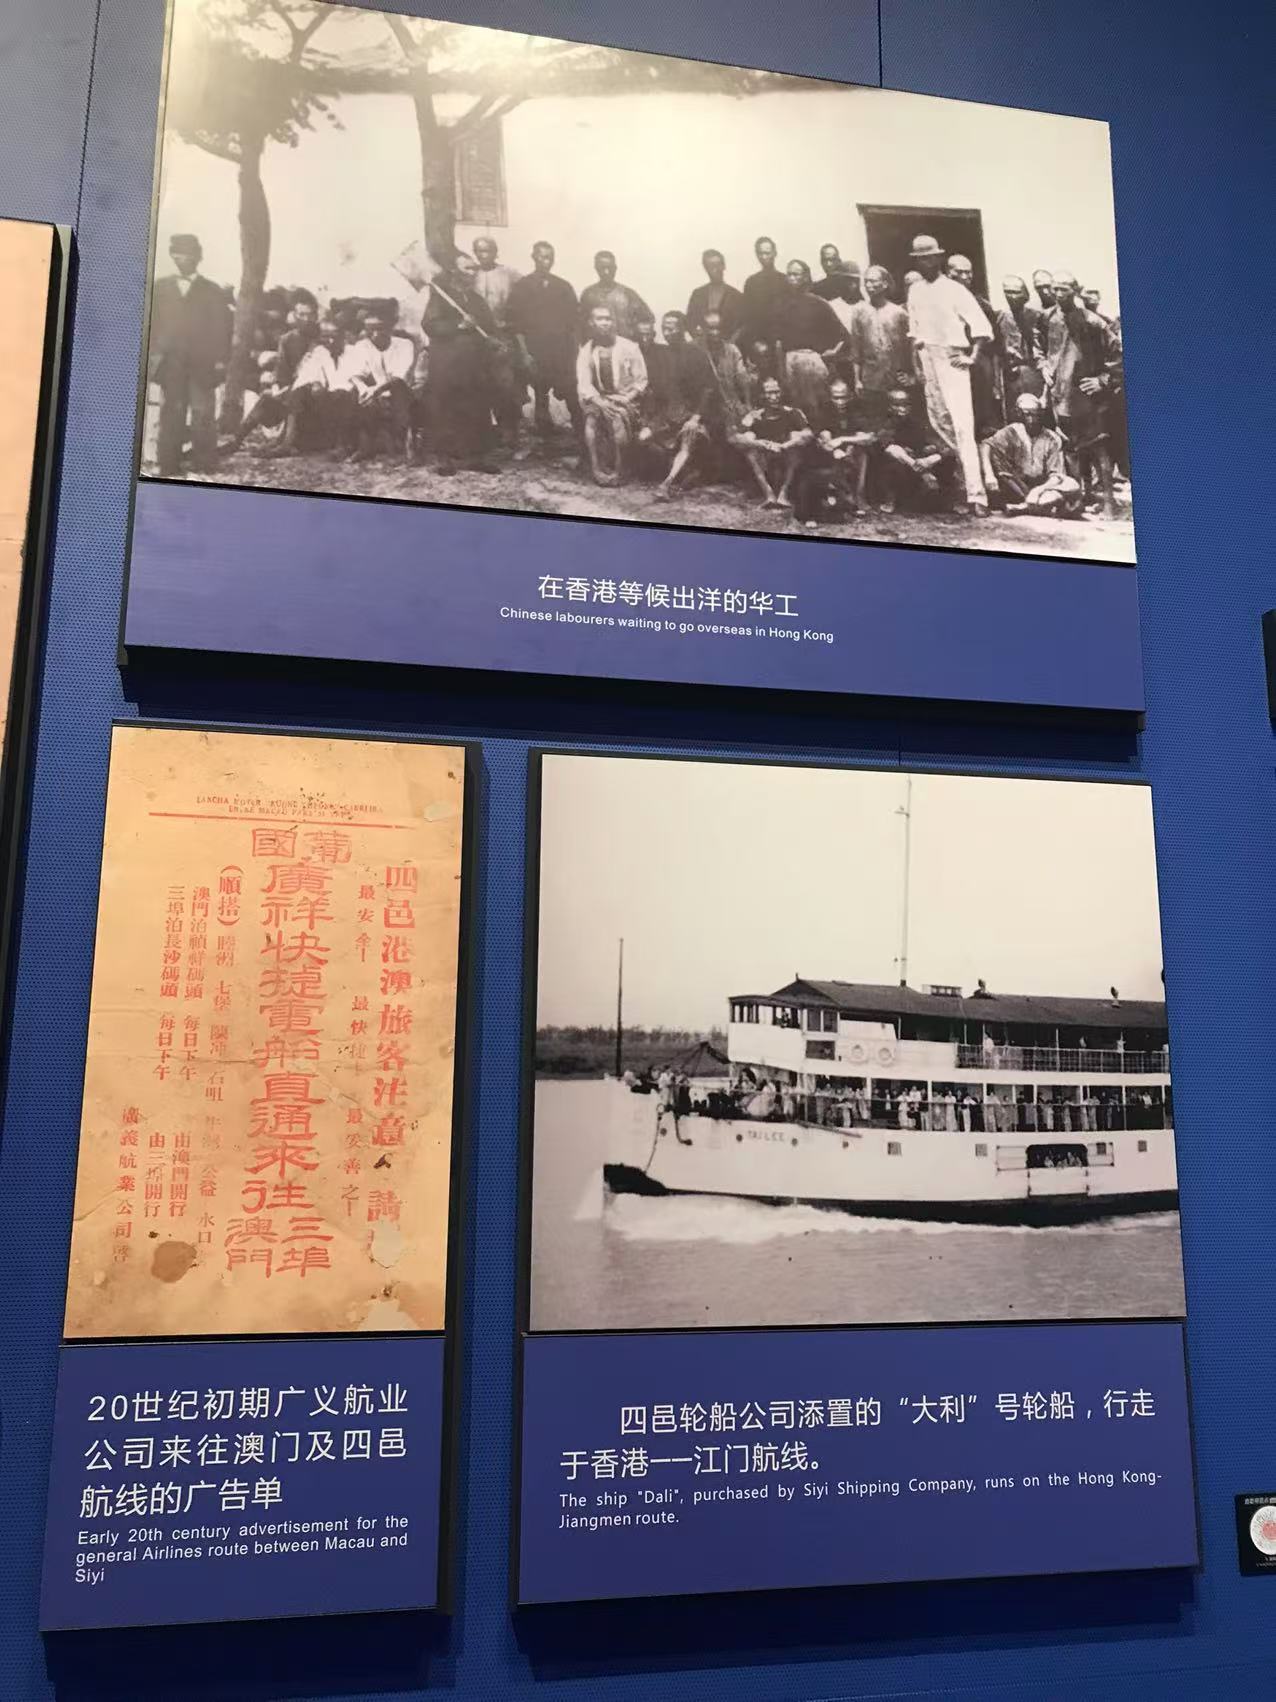 在香港等候出洋的华工
Chinese labourers waiting to go overseas in Hong Kong
葡國
廣祥快捷電船直通來往
三埠
澳門
四邑港澳旅客注意
最安全
最快捷
最妥善之
(順搭)
七堡
公益
水口
澳門泊禎祥碼頭 每日下午
由澳門開行
三埠泊長沙碼頭 每日下午
由三埠開行
廣義航業公司啓
20世纪初期广义航业
公司来往澳门及四邑
航线的广告单
Early 20th century advertisement for the
general Airlines route between Macau and
Siyi
TAI LEE
四邑轮船公司添置的“大利”号轮船，行走
于香港——江门航线。
The ship "Dali", purchased by Siyi Shipping Company, runs on the Hong Kong-
Jiangmen route.